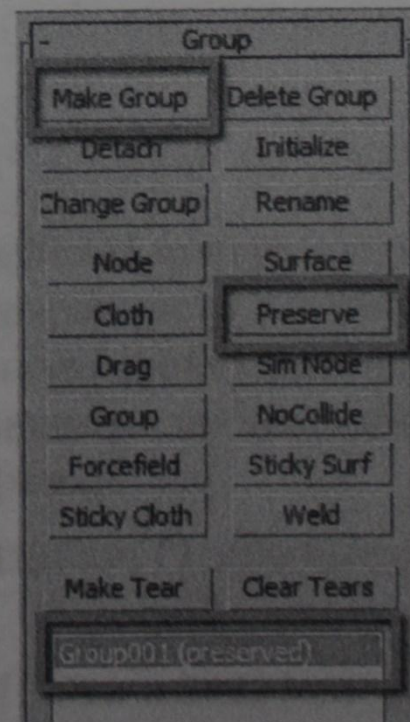 - Group
Make Group Delete Group
Detach Initialize
Change Group Rename
Node Surface
Cloth Preserve
Drag Sim Node
Group NoCollide
Forcefield Sticky Surf
Sticky Cloth Weld
Make Tear Clear Tears
Group001 (preserved)